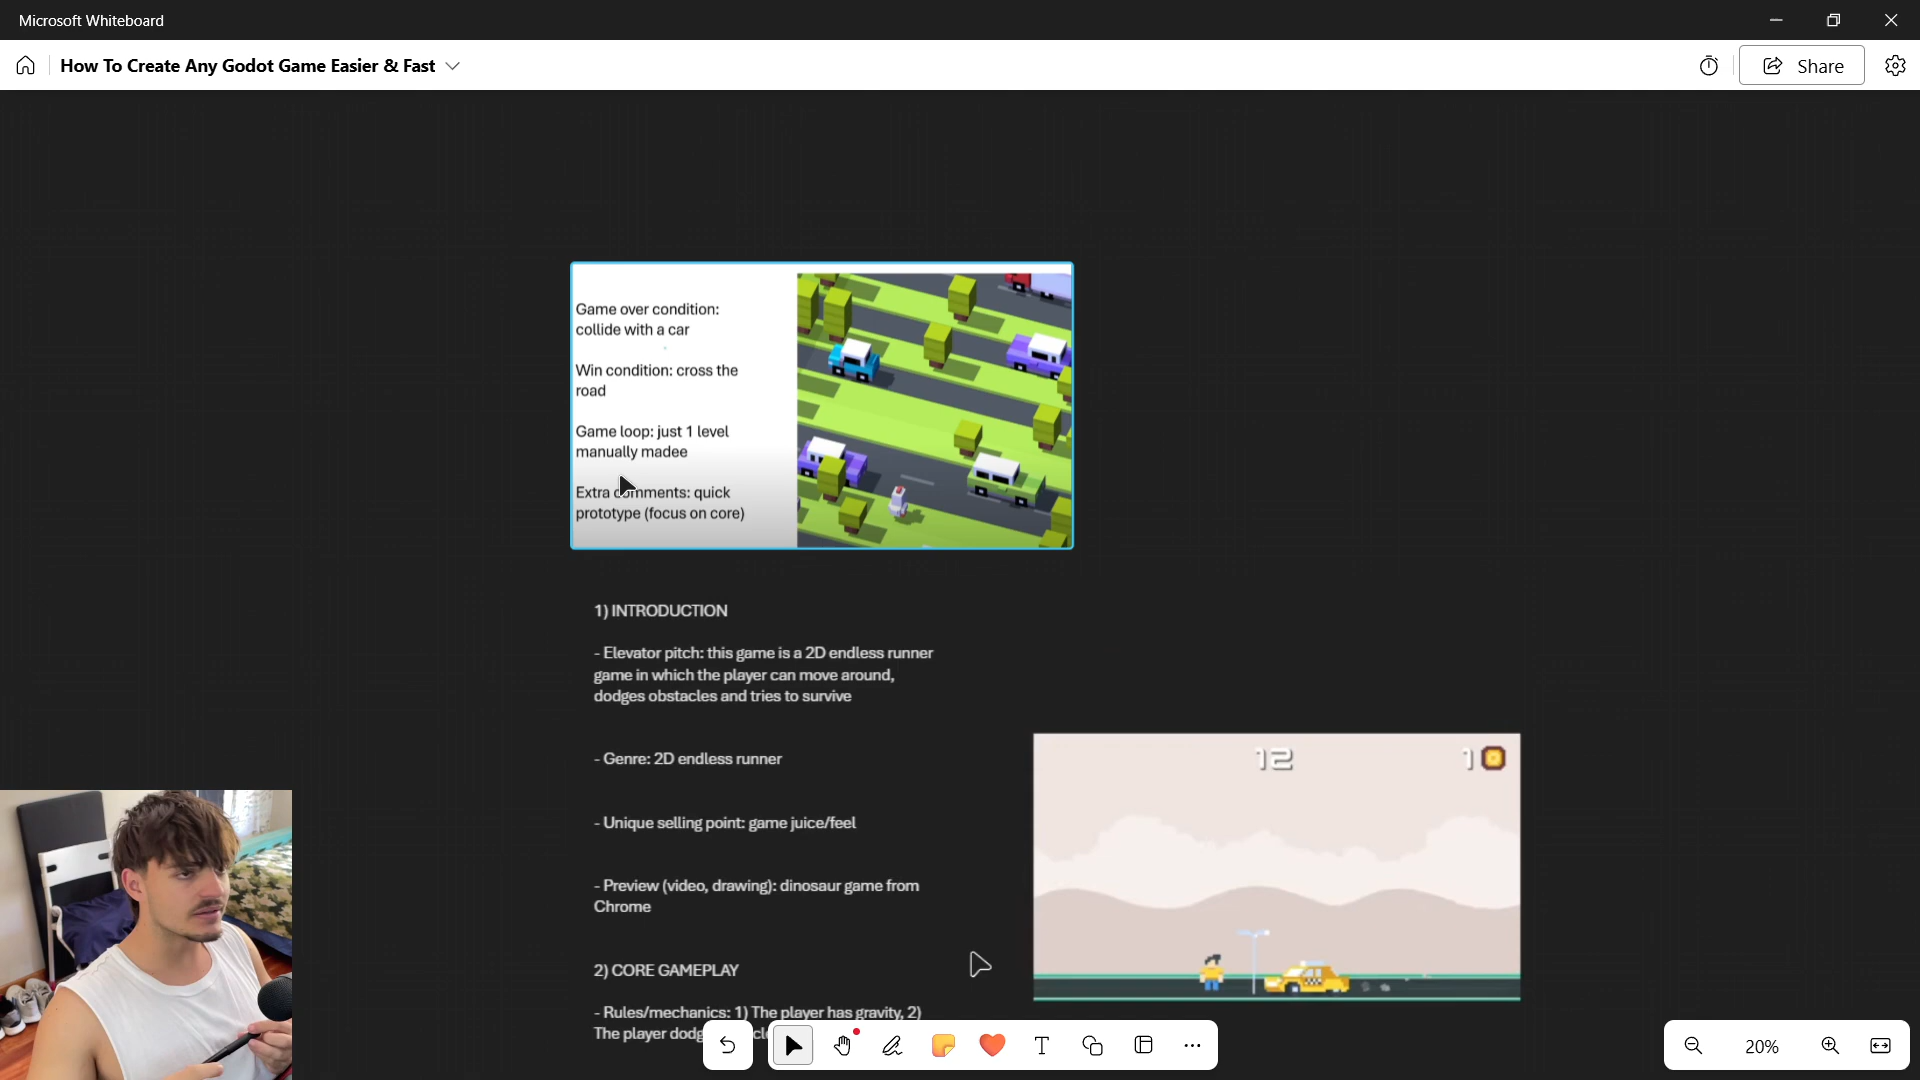 Microsoft Whiteboard
How To Create Any Godot Game Easier & Fast
Share
Game over condition:
collide with a car
Win condition: cross the
road
Game loop: just 1 level
manually madee
Extra comments: quick
prototype (focus on core)
1) INTRODUCTION
- Elevator pitch: this game is a 2D endless runner
game in which the player can move around,
dodges obstacles and tries to survive
- Genre: 2D endless runner
- Unique selling point: game juice/feel
- Preview (video, drawing): dinosaur game from
Chrome
12
1
2) CORE GAMEPLAY
- Rules/mechanics: 1) The player has gravity, 2)
The player
20%